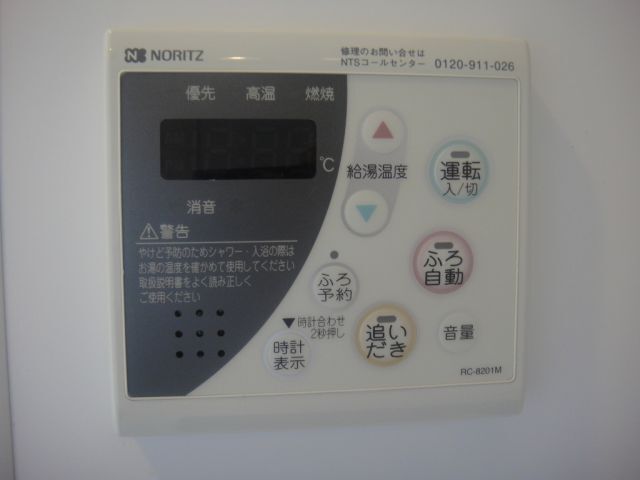 NORITZ
修理のお問い合せは
NTSコールセンター 0120-911-026
優先 高温 燃焼
℃
給湯温度
運転
入/切
消音
警告
やけど予防のためシャワー・入浴の際は
お湯の温度を確かめて使用してください
取扱説明書をよく読み正しく
ご使用ください
ふろ
自動
ふろ
予約
▼時計合わせ
2秒押し
時計
表示
追い
だき
音量
RC-8201M